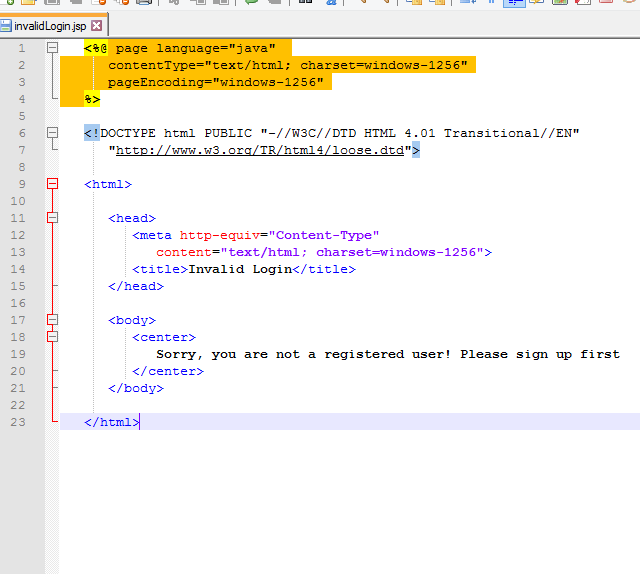 invalidLogin.jsp
1 <%@ page language="java"
2 contentType="text/html; charset=windows-1256"
3 pageEncoding="windows-1256"
4 %>
5
6 <!DOCTYPE html PUBLIC "-//W3C//DTD HTML 4.01 Transitional//EN"
7 "http://www.w3.org/TR/html4/loose.dtd">
8
9 <html>
10
11 <head>
12 <meta http-equiv="Content-Type"
13 content="text/html; charset=windows-1256">
14 <title>Invalid Login</title>
15 </head>
16
17 <body>
18 <center>
19 Sorry, you are not a registered user! Please sign up first
20 </center>
21 </body>
22
23 </html>